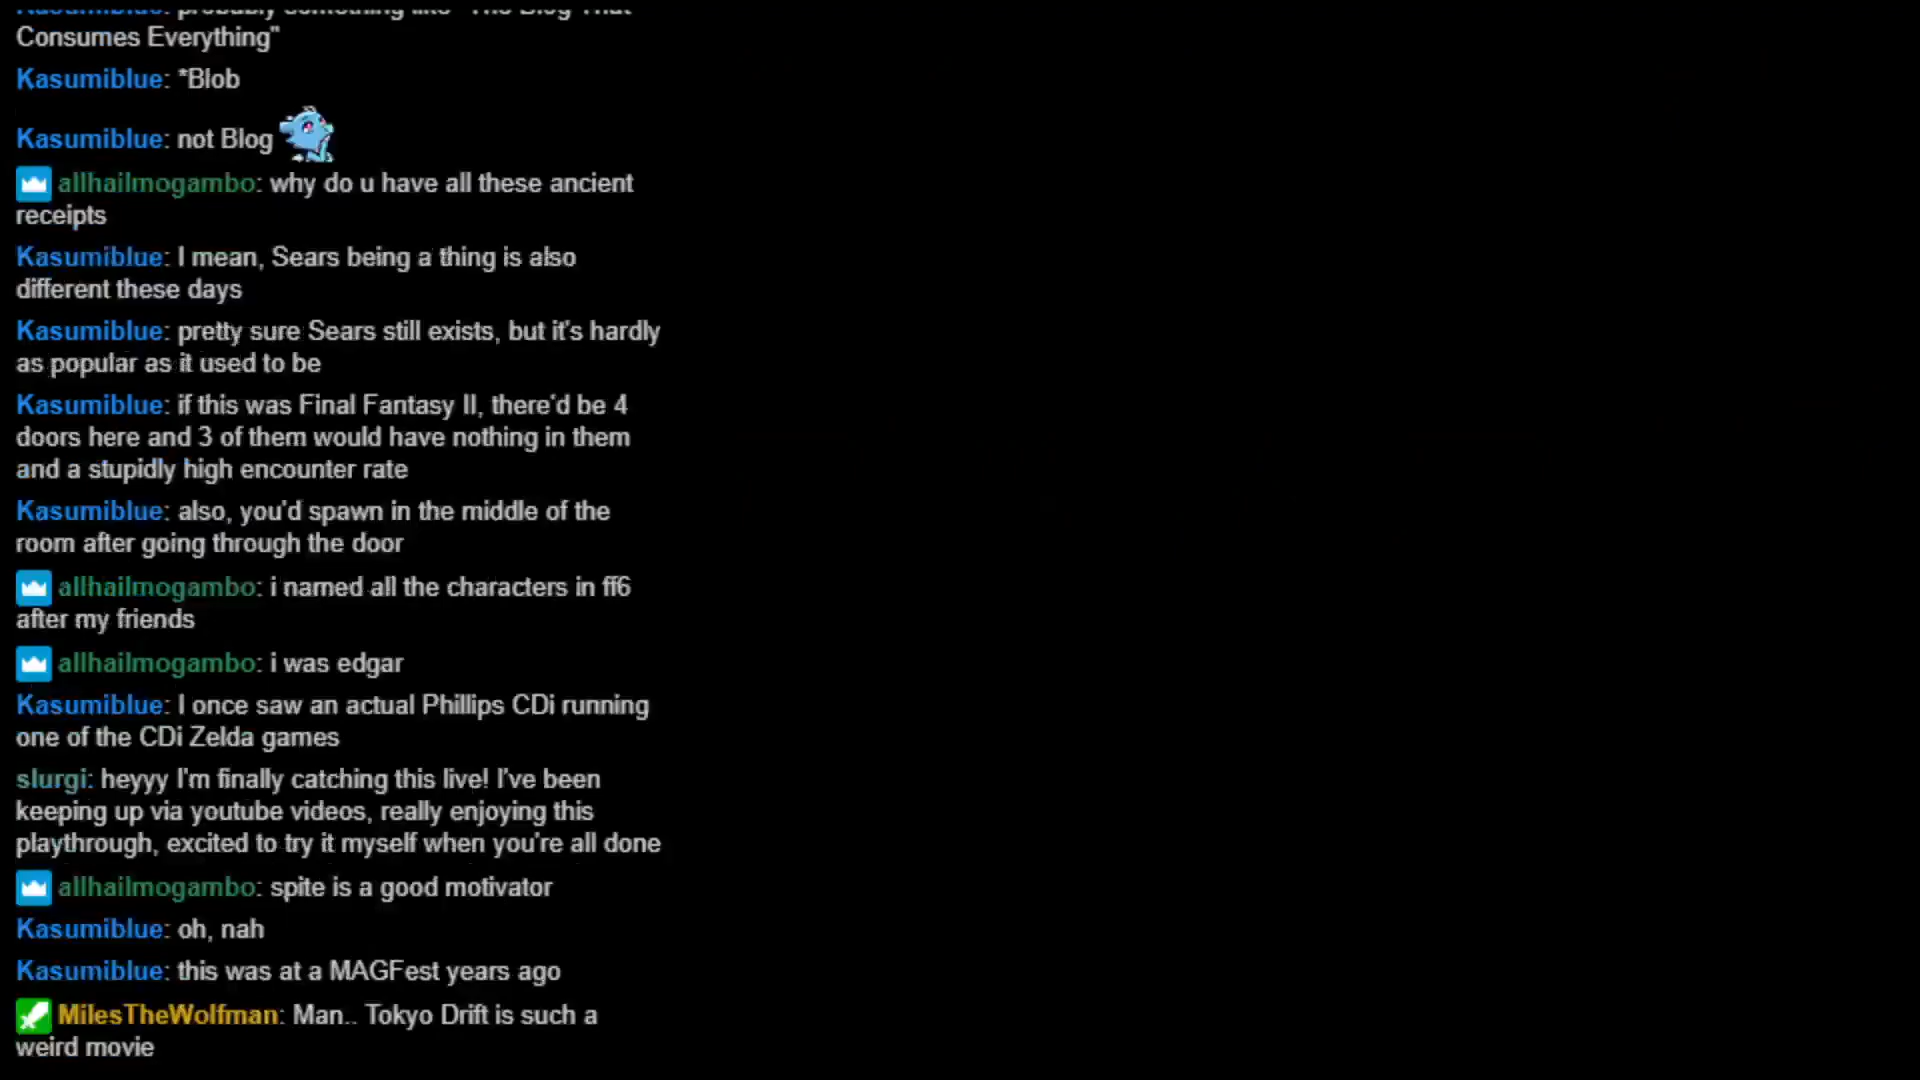 Kasumiblue: probably something like "The Blog That
Consumes Everything"
Kasumiblue: *Blob
Kasumiblue: not Blog
allhailmogambo: why do u have all these ancient
receipts
Kasumiblue: I mean, Sears being a thing is also
different these days
Kasumiblue: pretty sure Sears still exists, but it's hardly
as popular as it used to be
Kasumiblue: if this was Final Fantasy II, there'd be 4
doors here and 3 of them would have nothing in them
and a stupidly high encounter rate
Kasumiblue: also, you'd spawn in the middle of the
room after going through the door
allhailmogambo: i named all the characters in ff6
after my friends
allhailmogambo: i was edgar
Kasumiblue: I once saw an actual Phillips CDi running
one of the CDi Zelda games
slurgi: heyyy I'm finally catching this live! I've been
keeping up via youtube videos, really enjoying this
playthrough, excited to try it myself when you're all done
allhailmogambo: spite is a good motivator
Kasumiblue: oh, nah
Kasumiblue: this was at a MAGFest years ago
MilesTheWolfman: Man.. Tokyo Drift is such a
weird movie